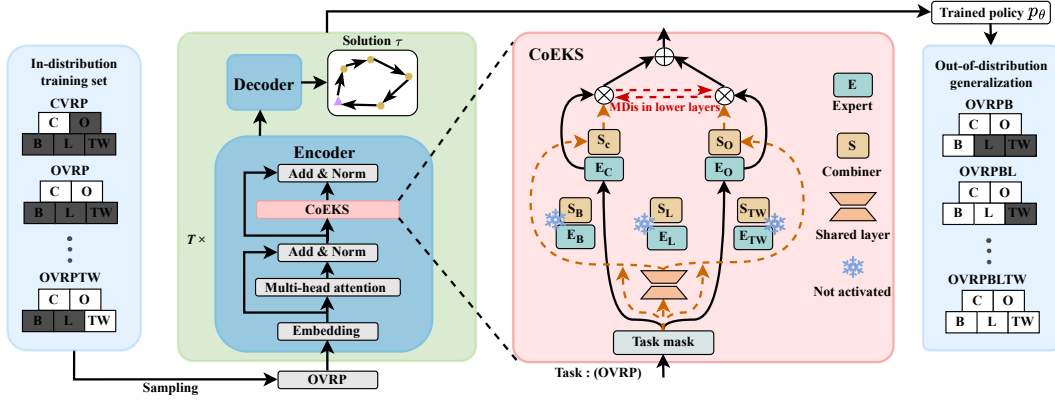 In-distribution
training set
CVRP
C O
B L TW
OVRP
C O
B L TW
OVRPTW
C O
B L TW
Sampling
Solution τ
Decoder
Encoder
Add & Norm
CoEKS
T ×
Add & Norm
Multi-head attention
Embedding
OVRP
CoEKS
MDis in lower layers
S_c
E_C
S_O
E_O
S_B
E_B
S_L
E_L
S_TW
E_TW
Task mask
Task : (OVRP)
E
Expert
S
Combiner
Shared layer
Not activated
Trained policy p_θ
Out-of-distribution
generalization
OVRPB
C O
B L TW
OVRPBL
C O
B L TW
OVRPBLTW
C O
B L TW